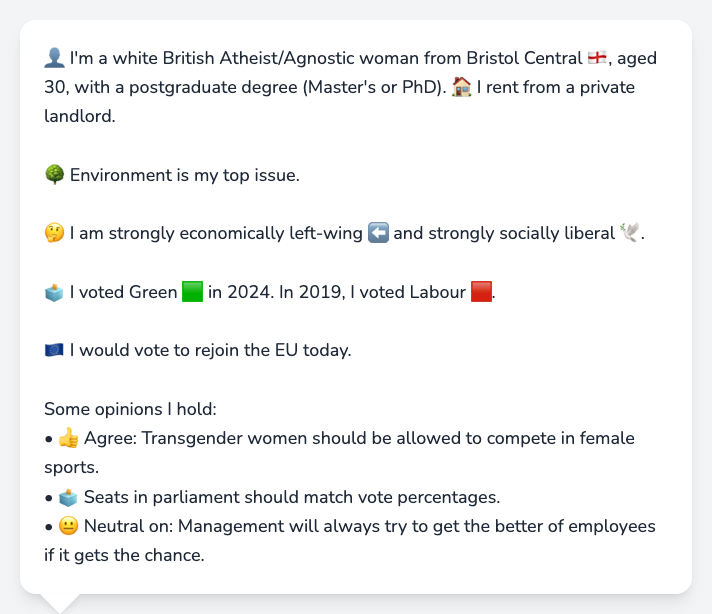 👤 I'm a white British Atheist/Agnostic woman from Bristol Central 🏴󠁧󠁢󠁥󠁮󠁧󠁿, aged
30, with a postgraduate degree (Master's or PhD). 🏠 I rent from a private
landlord.
🌳 Environment is my top issue.
🤔 I am strongly economically left-wing ⬅️ and strongly socially liberal 🕊️.
🗳️ I voted Green 🟩 in 2024. In 2019, I voted Labour 🟥.
🇪🇺 I would vote to rejoin the EU today.
Some opinions I hold:
• 👍 Agree: Transgender women should be allowed to compete in female
sports.
• 🗳️ Seats in parliament should match vote percentages.
• 😐 Neutral on: Management will always try to get the better of employees
if it gets the chance.